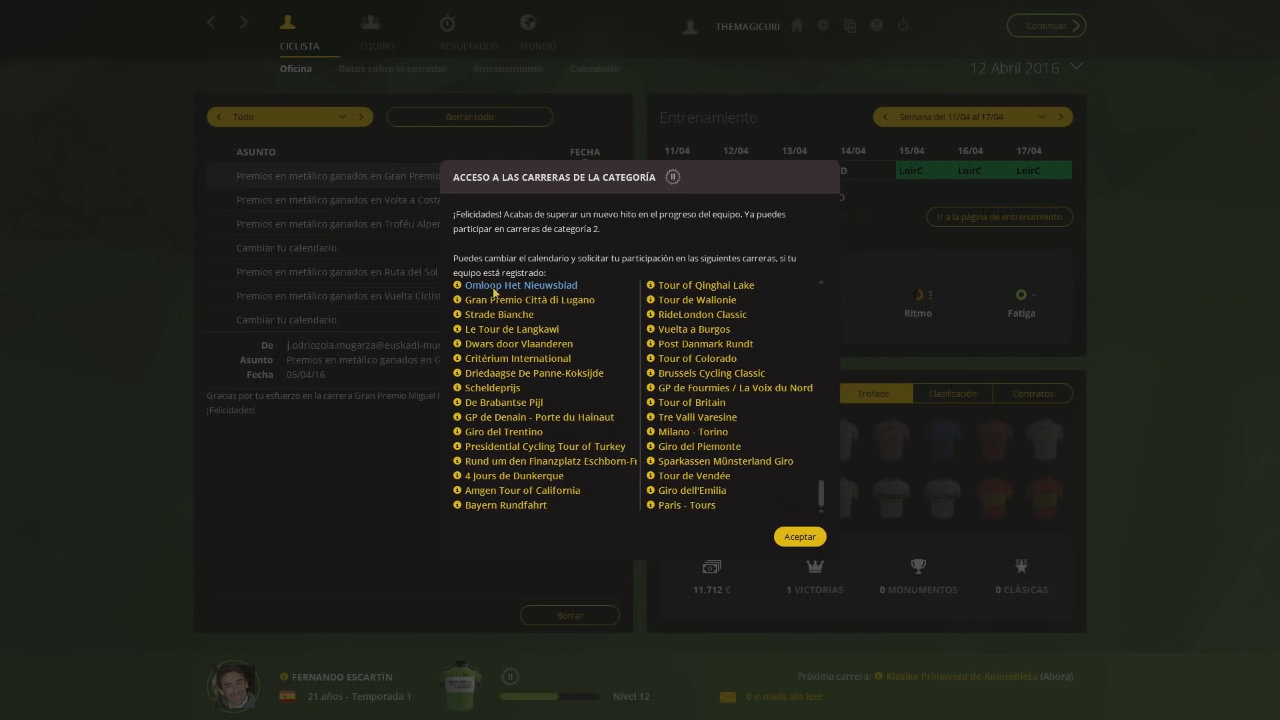 CICLISTA
EQUIPO
RESULTADOS
MUNDO
THEMAGICURI
Continuar
Oficina
Datos sobre el corredor
Entrenamiento
Calendario
12 Abril 2016
Todo
Borrar todo
Entrenamiento
Semana del 11/04 al 17/04
ASUNTO
FECHA
11/04 12/04 13/04 14/04 15/04 16/04 17/04
LoirC LoirC LoirC
Premios en metálico ganados en Gran Premio
Premios en metálico ganados en Volta a Costa
Premios en metálico ganados en Troféu Alper
Cambiar tu calendario
Premios en metálico ganados en Ruta del Sol
Premios en metálico ganados en Vuelta Ciclist
Cambiar tu calendario
Ir a la página de entrenamiento
Ritmo
Fatiga
De j.odriozola.mugarza@euskadi-mur
Asunto Premios en metálico ganados en G
Fecha 05/04/16
Gracias por tu esfuerzo en la carrera Gran Premio Miguel I
¡Felicidades!
Trofeos
Clasificación
Contratos
ACCESO A LAS CARRERAS DE LA CATEGORÍA II
¡Felicidades! Acabas de superar un nuevo hito en el progreso del equipo. Ya puedes
participar en carreras de categoría 2.
Puedes cambiar el calendario y solicitar tu participación en las siguientes carreras, si tu
equipo está registrado:
Omloop Het Nieuwsblad
Gran Premio Città di Lugano
Strade Bianche
Le Tour de Langkawi
Dwars door Vlaanderen
Critérium International
Driedaagse De Panne-Koksijde
Scheldeprijs
De Brabantse Pijl
GP de Denain - Porte du Hainaut
Giro del Trentino
Presidential Cycling Tour of Turkey
Rund um den Finanzplatz Eschborn-Fr
4 Jours de Dunkerque
Amgen Tour of California
Bayern Rundfahrt
Tour of Qinghai Lake
Tour de Wallonie
RideLondon Classic
Vuelta a Burgos
Post Danmark Rundt
Tour of Colorado
Brussels Cycling Classic
GP de Fourmies / La Voix du Nord
Tour of Britain
Tre Valli Varesine
Milano - Torino
Giro del Piemonte
Sparkassen Münsterland Giro
Tour de Vendée
Giro dell'Emilia
Paris - Tours
Aceptar
11.712 €
1 VICTORIAS
0 MONUMENTOS
0 CLÁSICAS
Borrar
FERNANDO ESCARTÍN
21 años - Temporada 1
II
Nivel 12
Próxima carrera: Klasika Primavera de Amorebieta (Ahora)
0 e-mails sin leer